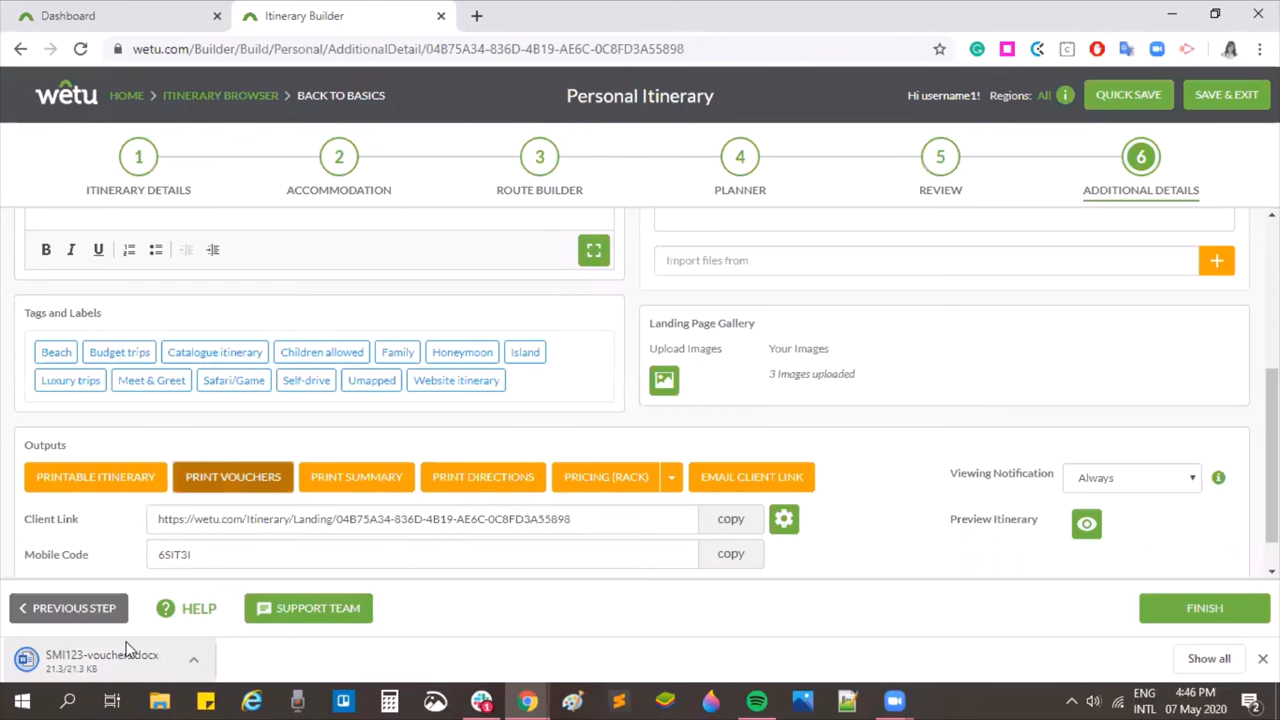 Dashboard
Itinerary Builder
wetu.com/Builder/Build/Personal/AdditionalDetail/04B75A34-836D-4B19-AE6C-0C8FD3A55898
wetu
HOME > ITINERARY BROWSER > BACK TO BASICS
Personal Itinerary
Hi username1! Regions: All i
QUICK SAVE
SAVE & EXIT
1 2 3 4 5 6
ITINERARY DETAILS ACCOMMODATION ROUTE BUILDER PLANNER REVIEW ADDITIONAL DETAILS
B I U
Import files from +
Tags and Labels
Beach Budget trips Catalogue itinerary Children allowed Family Honeymoon Island
Luxury trips Meet & Greet Safari/Game Self-drive Umapped Website itinerary
Landing Page Gallery
Upload Images Your Images
3 Images uploaded
Outputs
PRINTABLE ITINERARY PRINT VOUCHERS PRINT SUMMARY PRINT DIRECTIONS PRICING (RACK) EMAIL CLIENT LINK
Viewing Notification Always i
Client Link https://wetu.com/Itinerary/Landing/04B75A34-836D-4B19-AE6C-0C8FD3A55898 copy
Preview Itinerary
Mobile Code 6SIT3I copy
< PREVIOUS STEP ? HELP SUPPORT TEAM FINISH
SMI123-vouchers.docx
21.3/21.3 KB
Show all
ENG 4:46 PM
INTL 07 May 2020